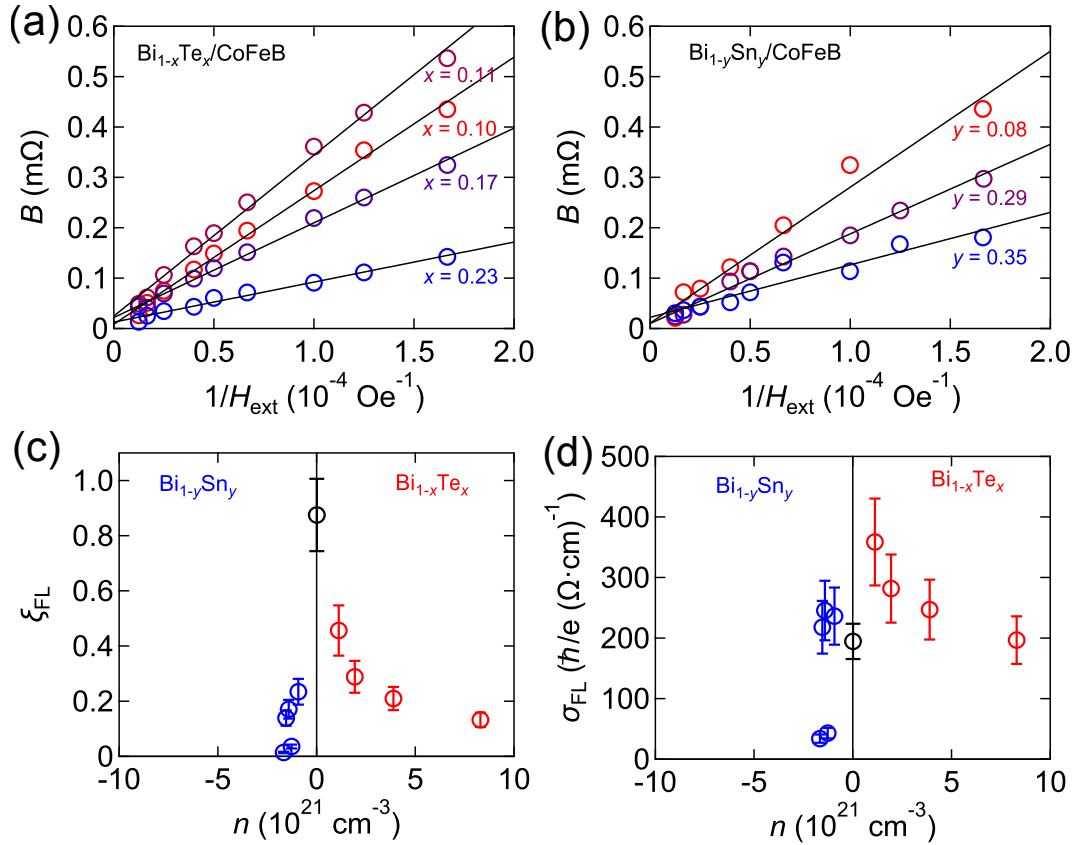 (a)
Bi1-xTex/CoFeB
x = 0.11
x = 0.10
x = 0.17
x = 0.23
B (mΩ)
0.6
0.5
0.4
0.3
0.2
0.1
0
0 0.5 1.0 1.5 2.0
1/Hext (10-4 Oe-1)
(b)
Bi1-ySny/CoFeB
y = 0.08
y = 0.29
y = 0.35
B (mΩ)
0.6
0.5
0.4
0.3
0.2
0.1
0
0 0.5 1.0 1.5 2.0
1/Hext (10-4 Oe-1)
(c)
Bi1-ySny
Bi1-xTex
ξFL
1.0
0.8
0.6
0.4
0.2
0
-10 -5 0 5 10
n (10²¹ cm-3)
(d)
Bi1-ySny
Bi1-xTex
σFL (ℏ/e (Ω·cm)-1
500
400
300
200
100
0
-10 -5 0 5 10
n (10²¹ cm-3)